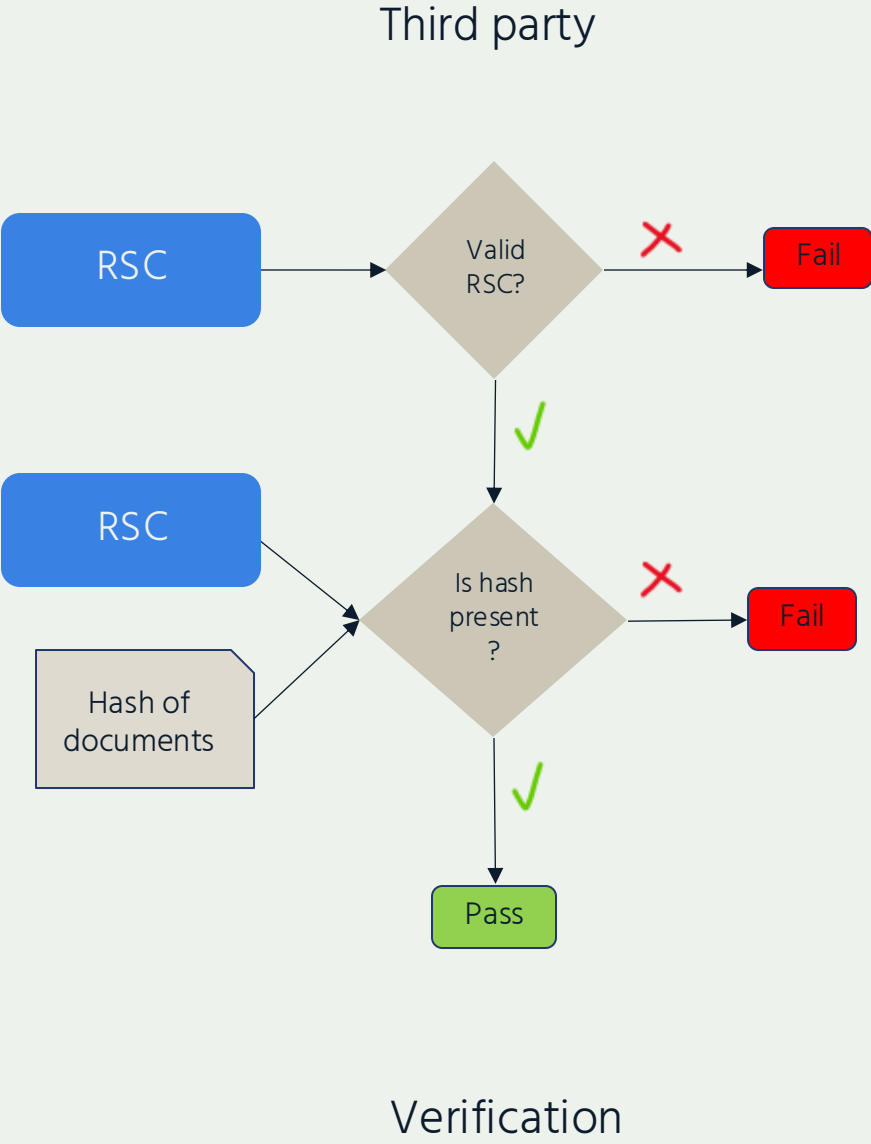 Third party
RSC
Valid
RSC?
Fail
RSC
Is hash
present
?
Fail
Hash of
documents
Pass
Verification